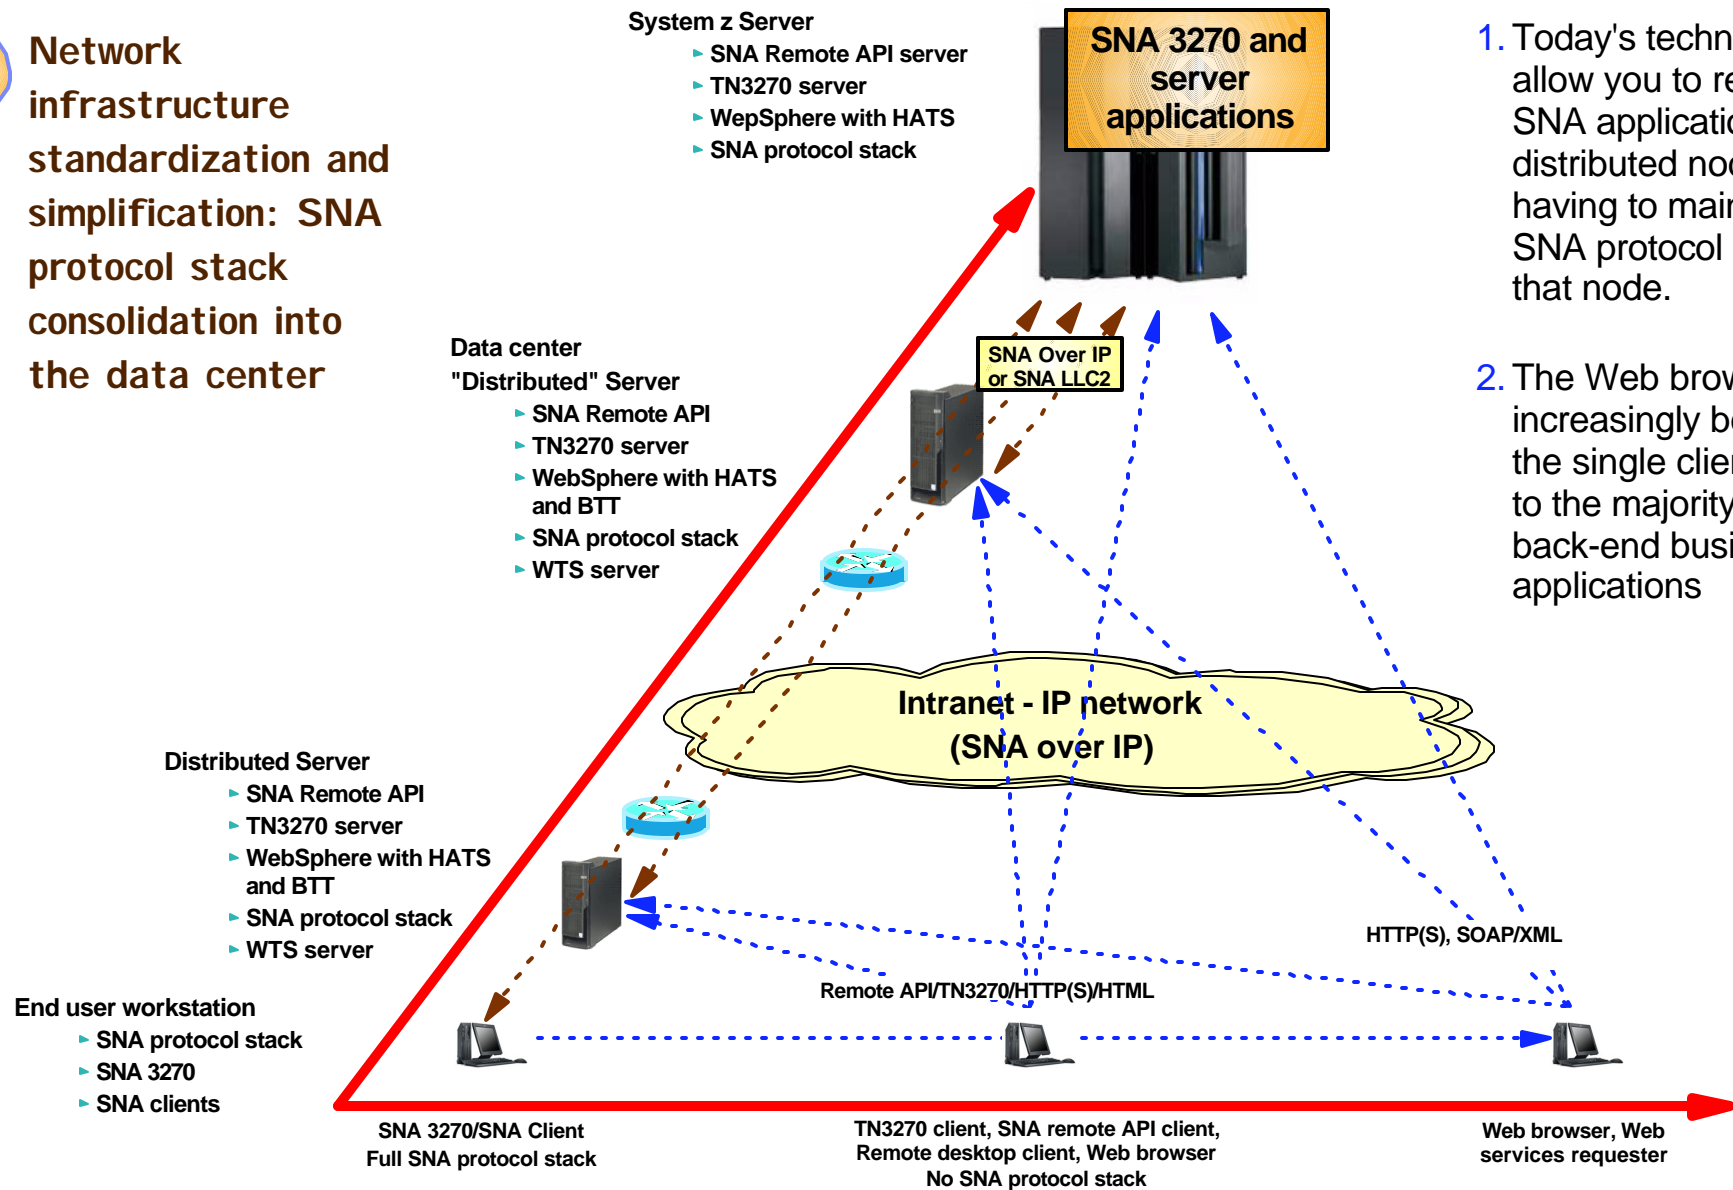 Network
infrastructure
standardization and
simplification: SNA
protocol stack
consolidation into
the data center
System z Server
SNA Remote API server
TN3270 server
WepSphere with HATS
SNA protocol stack
SNA 3270 and
server
applications
1. Today's techn
allow you to re
SNA applicatio
distributed no
having to main
SNA protocol
that node.
2. The Web brow
increasingly be
the single clien
to the majority
back-end busi
applications
Data center
"Distributed" Server
SNA Remote API
TN3270 server
WebSphere with HATS
and BTT
SNA protocol stack
WTS server
SNA Over IP
or SNA LLC2
Intranet - IP network
(SNA over IP)
Distributed Server
SNA Remote API
TN3270 server
WebSphere with HATS
and BTT
SNA protocol stack
WTS server
HTTP(S), SOAP/XML
Remote API/TN3270/HTTP(S)/HTML
End user workstation
SNA protocol stack
SNA 3270
SNA clients
SNA 3270/SNA Client
Full SNA protocol stack
TN3270 client, SNA remote API client,
Remote desktop client, Web browser
No SNA protocol stack
Web browser, Web
services requester